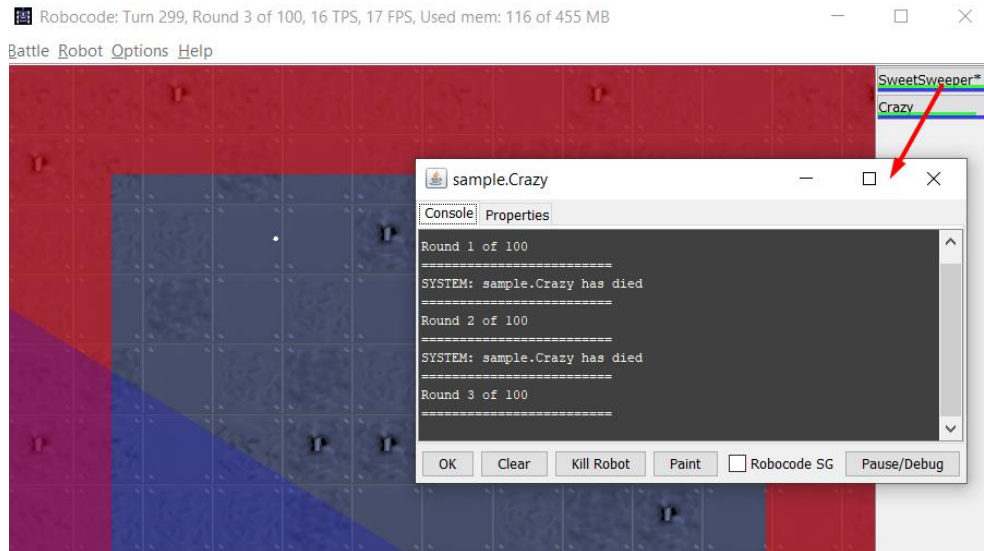 Robocode: Turn 299, Round 3 of 100, 16 TPS, 17 FPS, Used mem: 116 of 455 MB
Battle Robot Options Help
SweetSweeper*
Crazy
sample.Crazy
Console Properties
Round 1 of 100
=========================
SYSTEM: sample.Crazy has died
=========================
Round 2 of 100
=========================
SYSTEM: sample.Crazy has died
=========================
Round 3 of 100
=========================
OK Clear Kill Robot Paint Robocode SG Pause/Debug